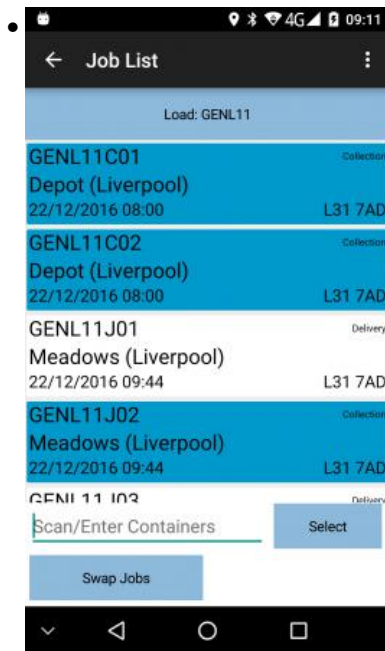 4G 09:11
Job List
Load: GENL11
GENL11C01 Collection
Depot (Liverpool)
22/12/2016 08:00 L31 7AD
GENL11C02 Collection
Depot (Liverpool)
22/12/2016 08:00 L31 7AD
GENL11J01 Delivery
Meadows (Liverpool)
22/12/2016 09:44 L31 7AD
GENL11J02 Collection
Meadows (Liverpool)
22/12/2016 09:44 L31 7AD
GENL11J03 Delivery
Scan/Enter Containers Select
Swap Jobs